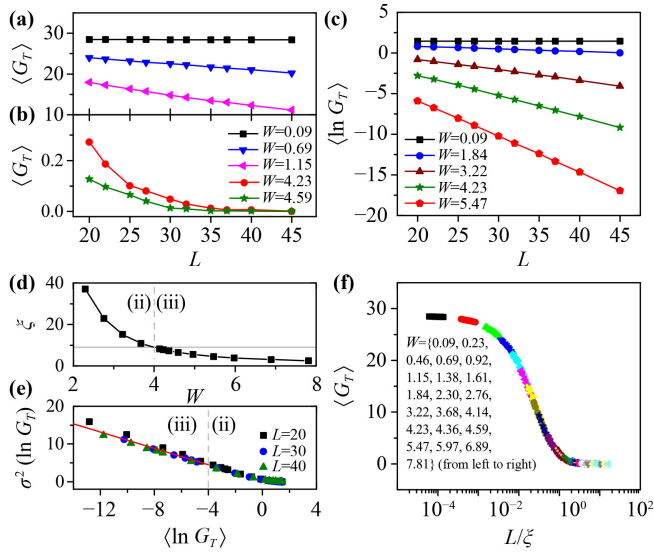 (a)
30
20
10
⟨G_T⟩
(b)
0.2
0.0
⟨G_T⟩
W=0.09
W=0.69
W=1.15
W=4.23
W=4.59
20 25 30 35 40 45
L
(c)
5
0
−5
−10
−15
−20
⟨ln G_T⟩
W=0.09
W=1.84
W=3.22
W=4.23
W=5.47
20 25 30 35 40 45
L
(d)
40
20
0
ξ
(ii) (iii)
2 4 6 8
W
(e)
20
10
0
σ² (ln G_T)
(iii) (ii)
L=20
L=30
L=40
−12 −8 −4 0 4
⟨ln G_T⟩
(f)
30
20
10
0
⟨G_T⟩
W={0.09, 0.23,
0.46, 0.69, 0.92,
1.15, 1.38, 1.61,
1.84, 2.30, 2.76,
3.22, 3.68, 4.14,
4.23, 4.36, 4.59,
5.47, 5.97, 6.89,
7.81} (from left to right)
10⁻⁴ 10⁻² 10⁰ 10²
L/ξ